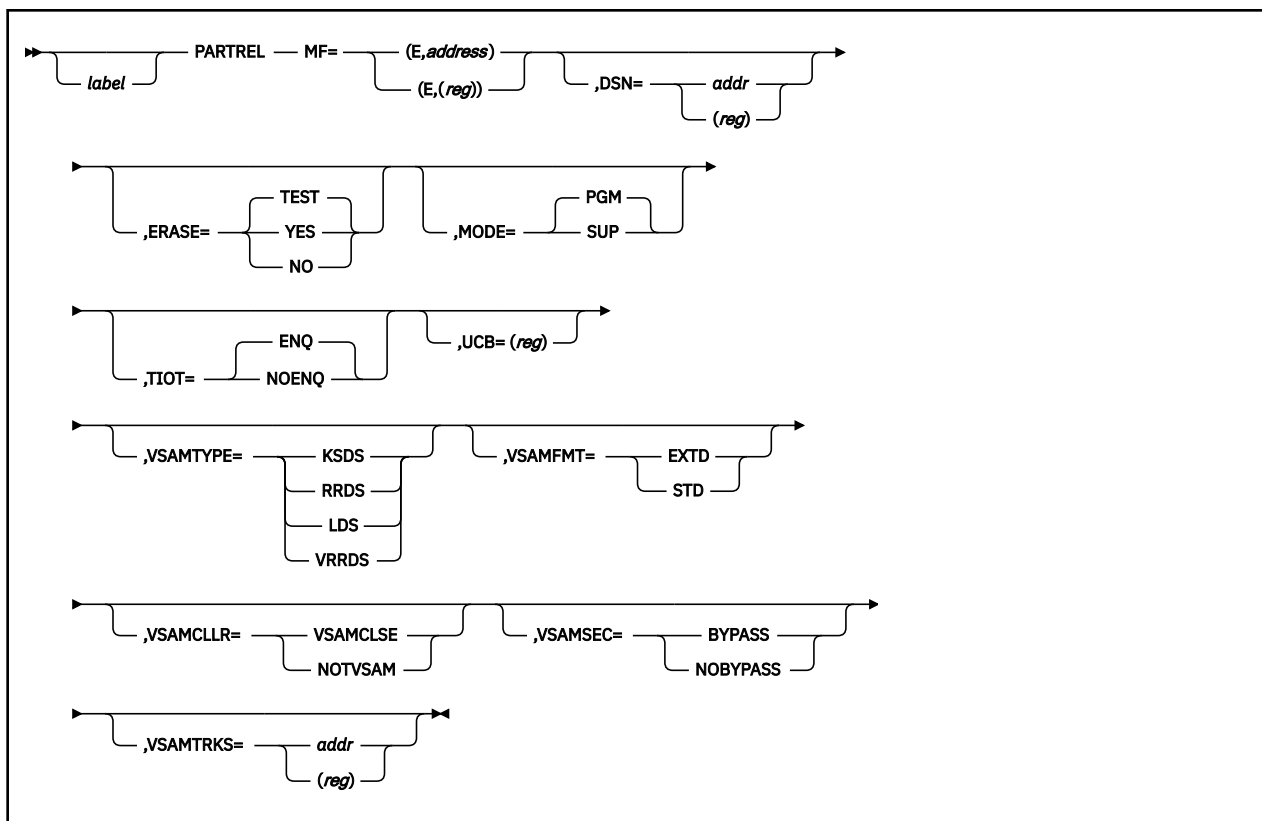 PARTREL MF= (E,address)
label ,DSN= addr
(E,(reg))
(reg)
TEST PGM
,ERASE= YES ,MODE= SUP
NO
ENQ ,UCB= (reg)
,TIOT= NOENQ
,VSAMTYPE= KSDS ,VSAMFMT= EXTD
RRDS STD
LDS
VRRDS
,VSAMCLLR= VSAMCLSE ,VSAMSEC= BYPASS
NOTVSAM NOBYPASS
,VSAMTRKS= addr
(reg)